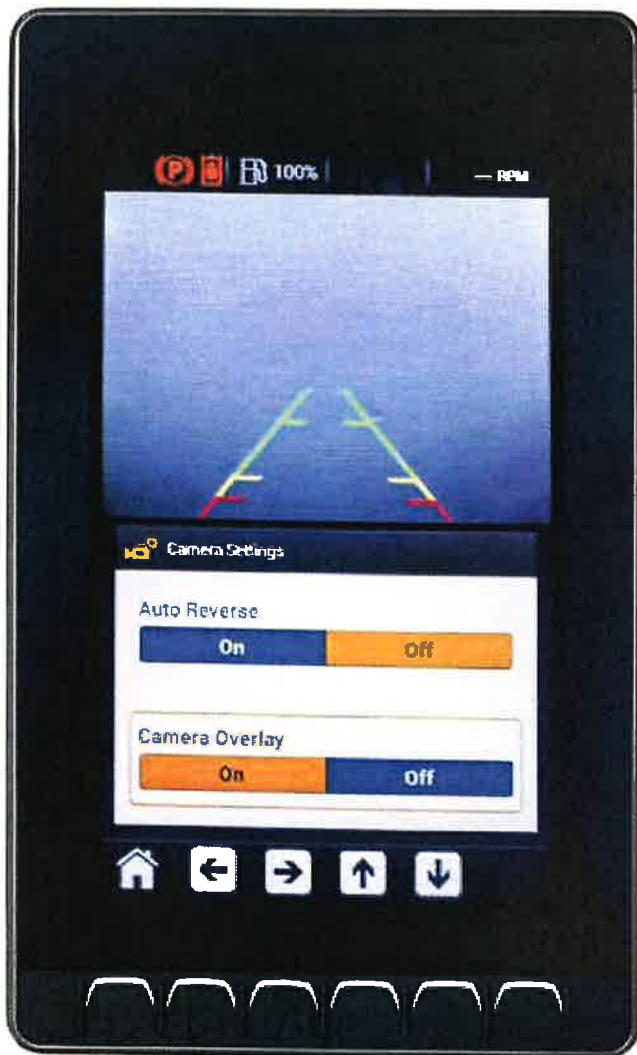 (P) 100% — RPM
Camera Settings
Auto Reverse
On Off
Camera Overlay
On Off